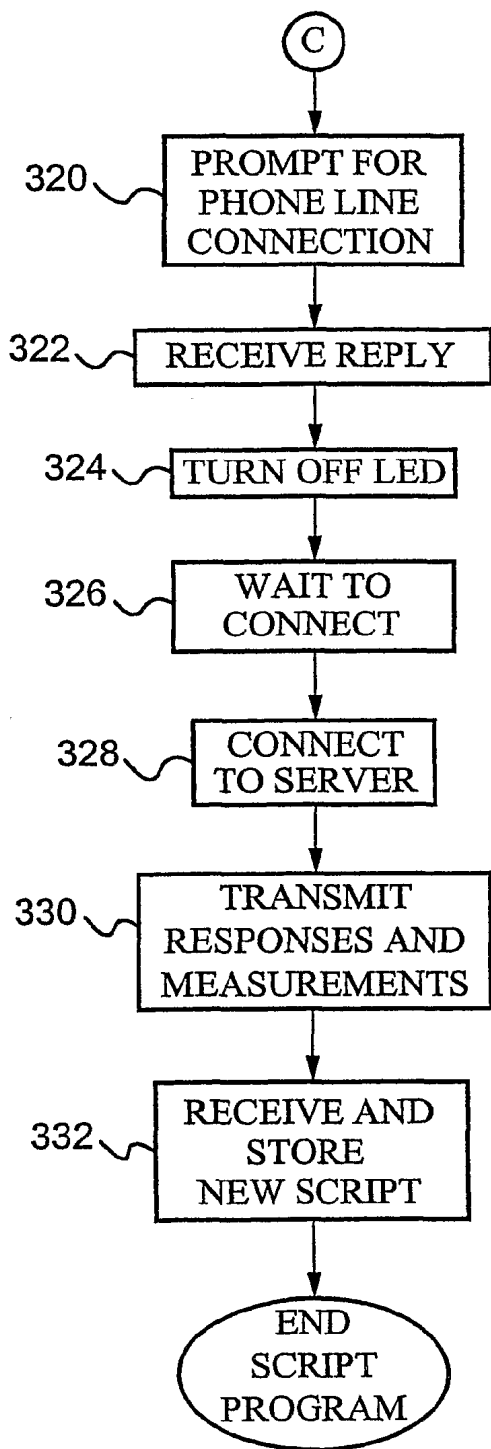 C
320
PROMPT FOR
PHONE LINE
CONNECTION
322
RECEIVE REPLY
324
TURN OFF LED
326
WAIT TO
CONNECT
328
CONNECT
TO SERVER
330
TRANSMIT
RESPONSES AND
MEASUREMENTS
332
RECEIVE AND
STORE
NEW SCRIPT
END
SCRIPT
PROGRAM